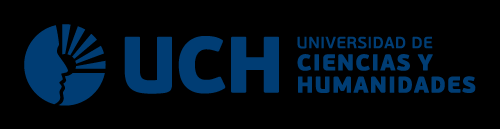 UCH
UNIVERSIDAD DE
CIENCIAS Y
HUMANIDADES